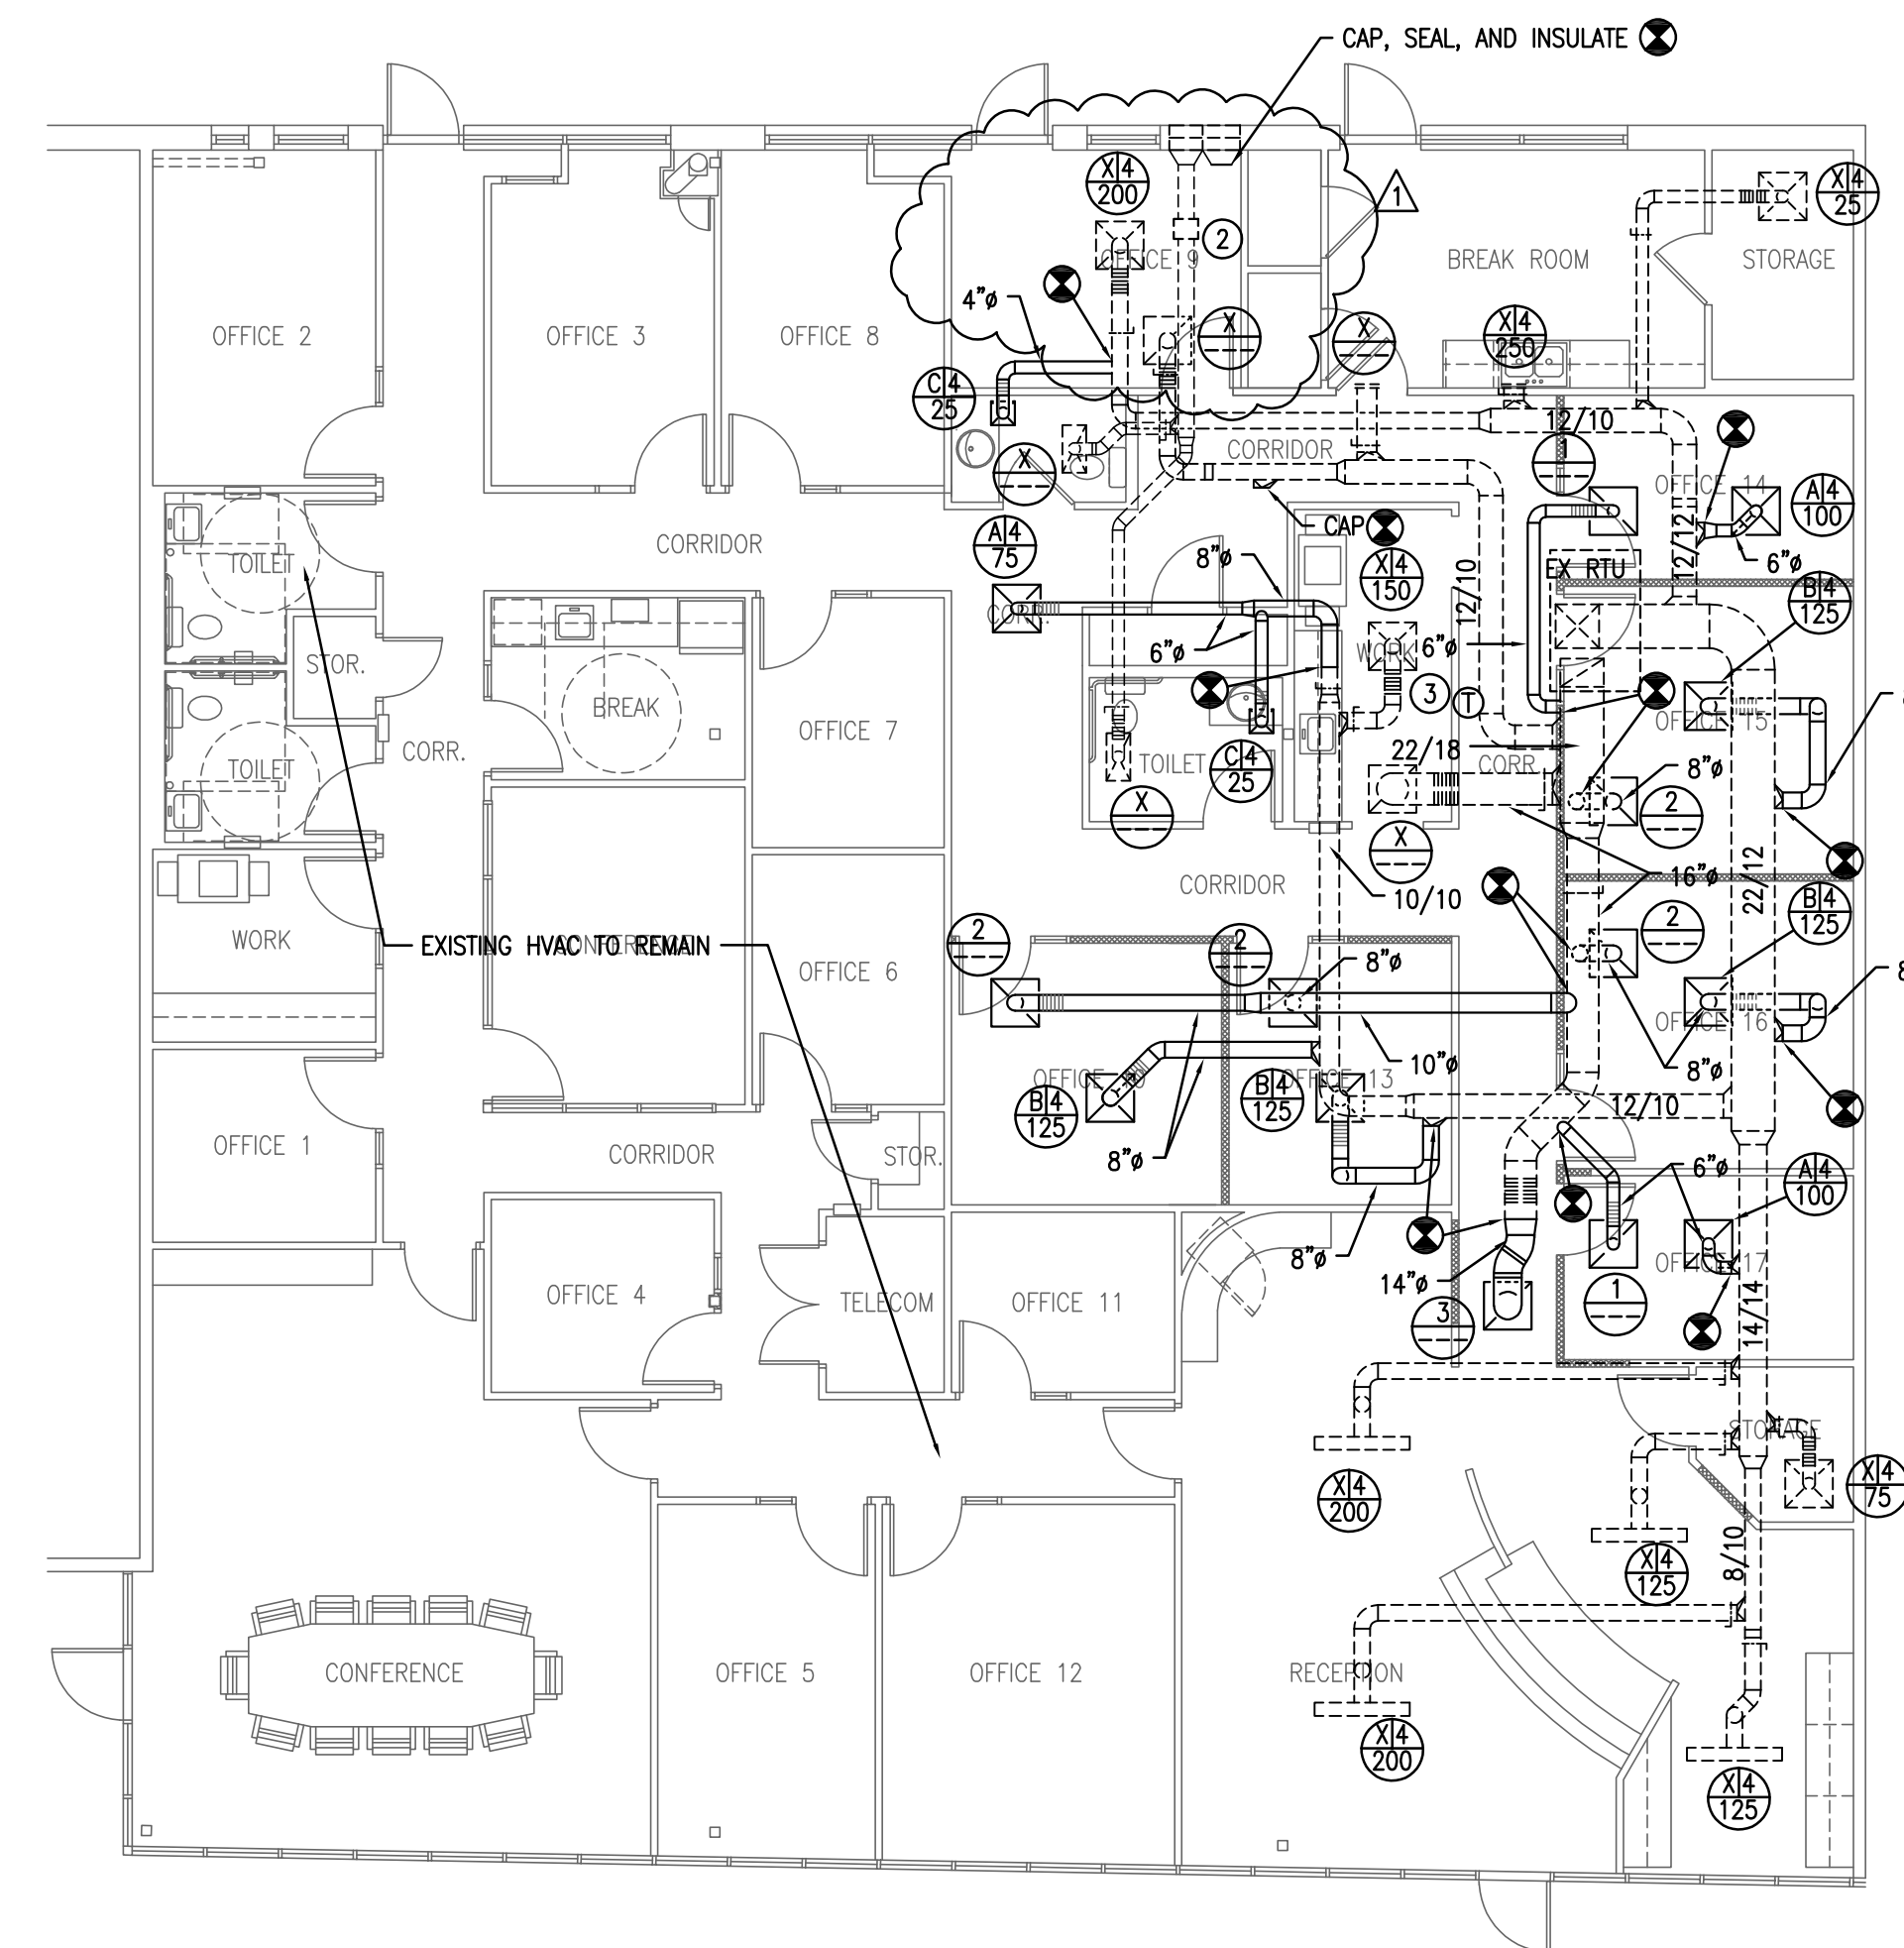 CAP, SEAL, AND INSULATE
X 4
200
X 4
25
1
2
OFFICE 9
BREAK ROOM
STORAGE
4"ø
OFFICE 2
OFFICE 3
OFFICE 8
X
X
X 4
250
C 4
25
12/10
CORRIDOR
X
1
OFFICE 14
A 4
100
CAP
A 4
75
CORRIDOR
8"ø
X 4
150
12/10
12/12
6"ø
EX RTU
B 4
125
TOILET
CORR.
6"ø
WORK
6"ø
STOR.
3
T
BREAK
OFFICE 7
OFFICE 15
CORR.
TOILET
TOILET
C 4
25
22/18
CORR.
8"ø
2
X
X
22/12
16"ø
CORRIDOR
10/10
B 4
125
2
WORK
EXISTING HVAC TO REMAIN
CONFERENCE
OFFICE 6
2
2
8"ø
8
OFFICE 16
10"ø
8"ø
OFFICE 13
B 4
125
B 4
125
12/10
OFFICE 1
CORRIDOR
STOR.
8"ø
6"ø
A 4
100
8"ø
14"ø
OFFICE 17
1
3
14/14
OFFICE 4
TELECOM
OFFICE 11
STORAGE
X 4
200
X 4
75
8/10
X 4
125
CONFERENCE
OFFICE 5
OFFICE 12
RECEPTION
X 4
200
X 4
125